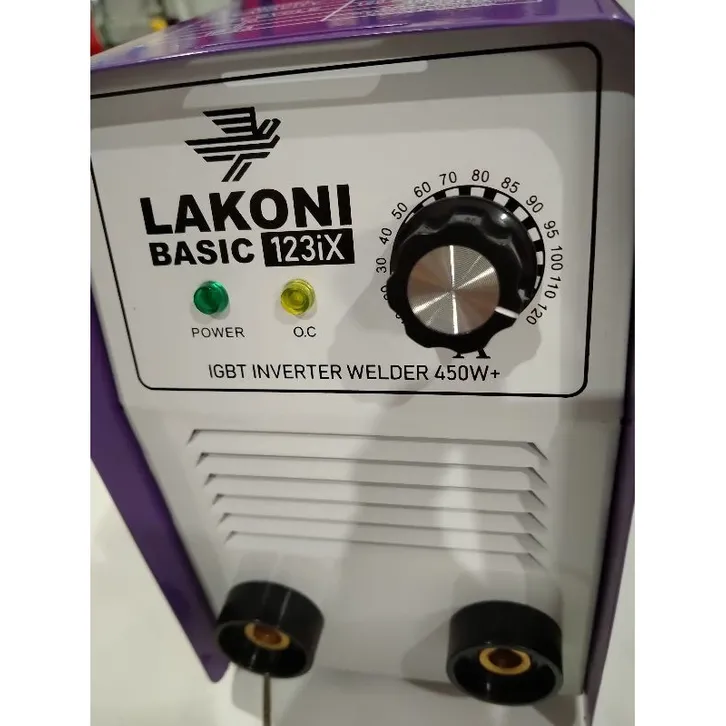 LAKONI
BASIC 123iX
30 40 50 60 70 80 85 90 95 100 110 120
A
POWER
O.C
IGBT INVERTER WELDER 450W+